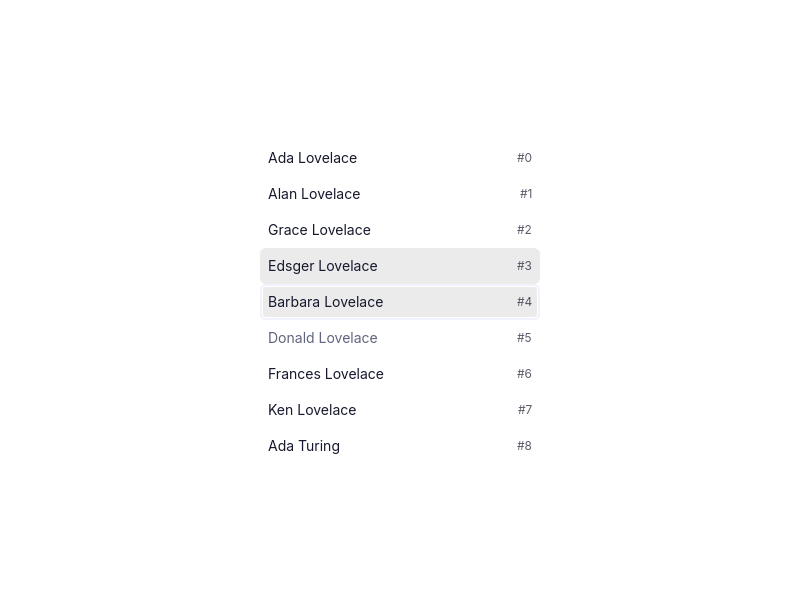 Ada Lovelace #0
Alan Lovelace #1
Grace Lovelace #2
Edsger Lovelace #3
Barbara Lovelace #4
Donald Lovelace #5
Frances Lovelace #6
Ken Lovelace #7
Ada Turing #8